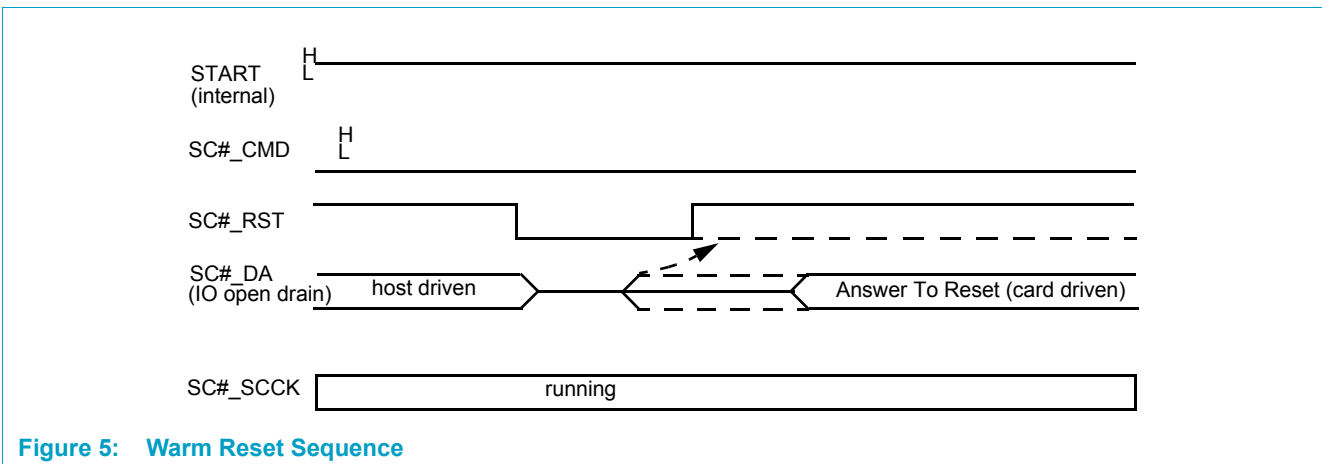 H
START L
(internal)
H
SC#_CMD L
SC#_RST
SC#_DA
(IO open drain) host driven Answer To Reset (card driven)
SC#_SCCK running
Figure 5: Warm Reset Sequence